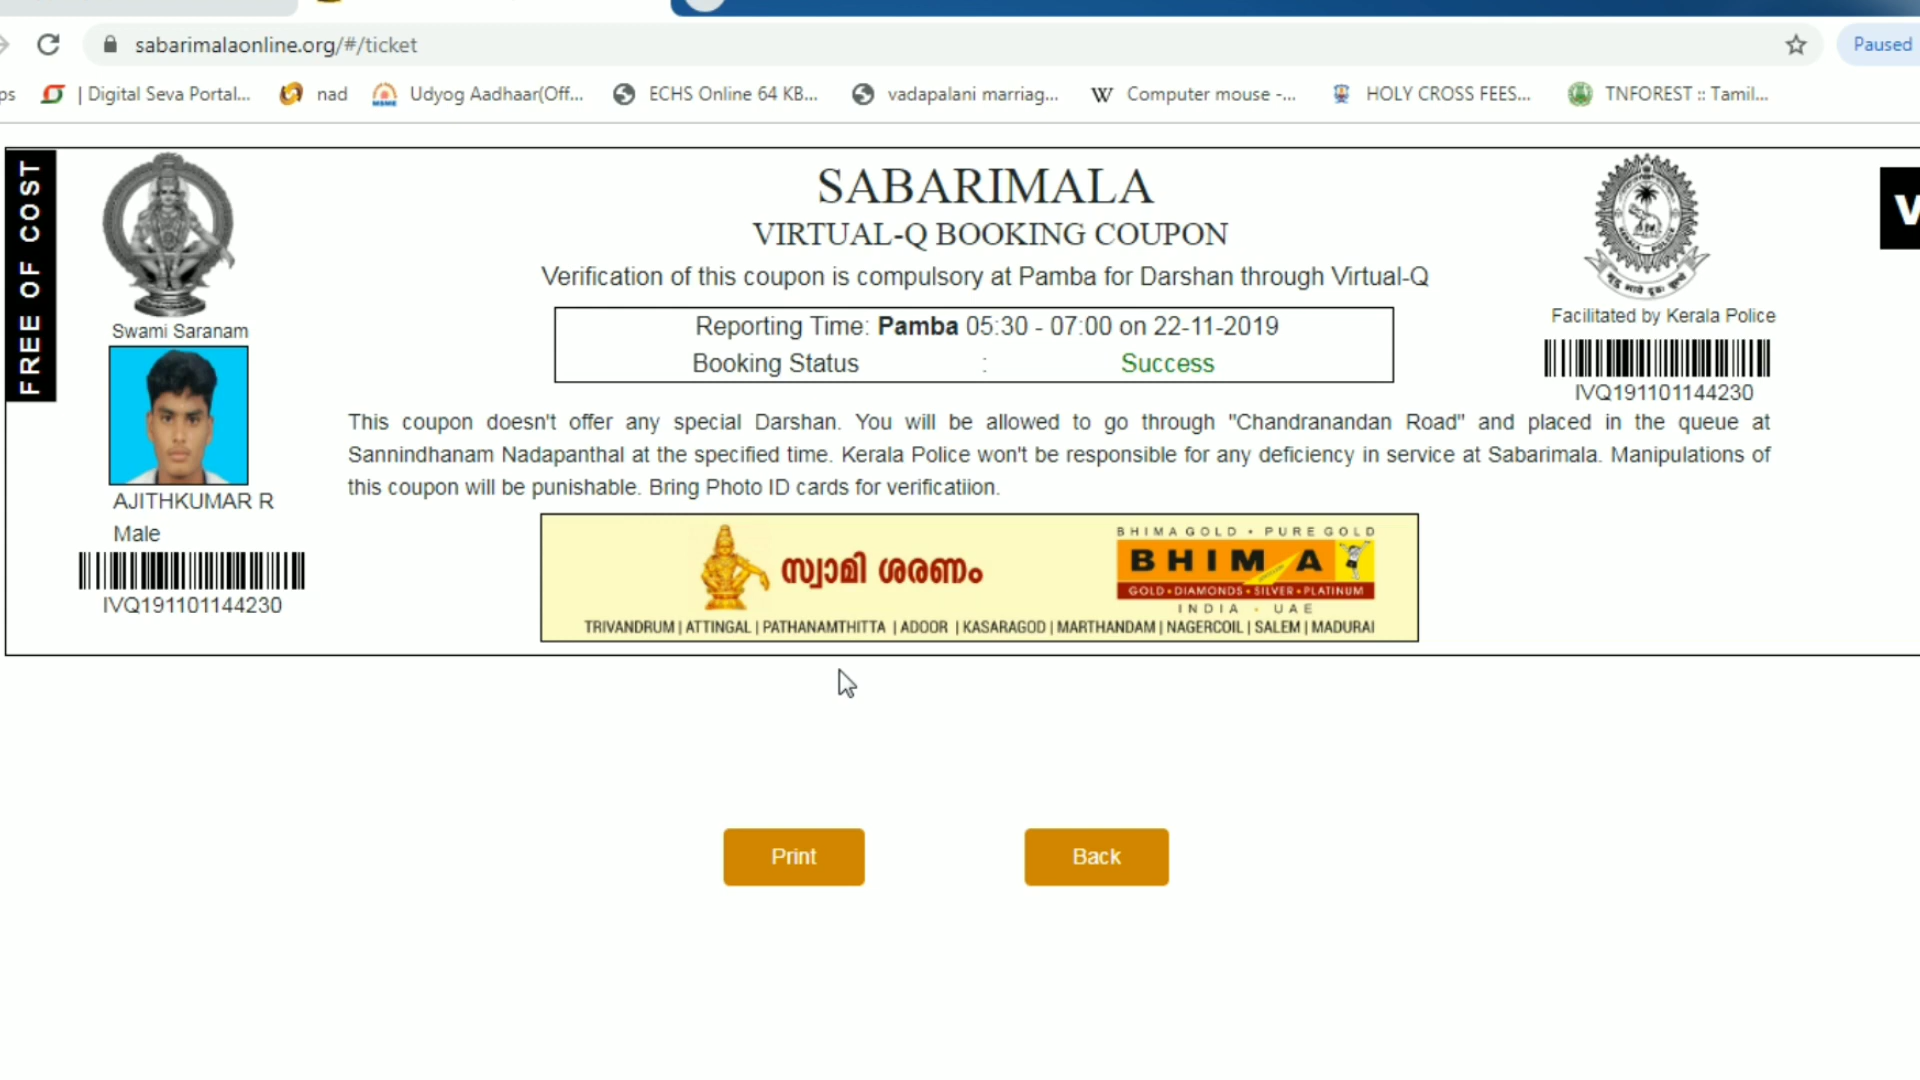 sabarimalaonline.org/#/ticket
Paused
ps
| Digital Seva Portal...
nad
Udyog Aadhaar(Off...
ECHS Online 64 KB...
vadapalani marriag...
Computer mouse -...
HOLY CROSS FEES...
TNFOREST :: Tamil...
FREE OF COST
SABARIMALA
VIRTUAL-Q BOOKING COUPON
Verification of this coupon is compulsory at Pamba for Darshan through Virtual-Q
V
Swami Saranam
Facilitated by Kerala Police
Reporting Time: Pamba 05:30 - 07:00 on 22-11-2019
Booking Status : Success
IVQ191101144230
This coupon doesn't offer any special Darshan. You will be allowed to go through "Chandranandan Road" and placed in the queue at
Sannindhanam Nadapanthal at the specified time. Kerala Police won't be responsible for any deficiency in service at Sabarimala. Manipulations of
this coupon will be punishable. Bring Photo ID cards for verificatiion.
AJITHKUMAR R
Male
IVQ191101144230
സ്വാമി ശരണം
BHIMA GOLD • PURE GOLD
BHIMA
GOLD • DIAMONDS • SILVER • PLATINUM
INDIA • UAE
TRIVANDRUM | ATTINGAL | PATHANAMTHITTA | ADOOR | KASARAGOD | MARTHANDAM | NAGERCOIL | SALEM | MADURAI
Print
Back